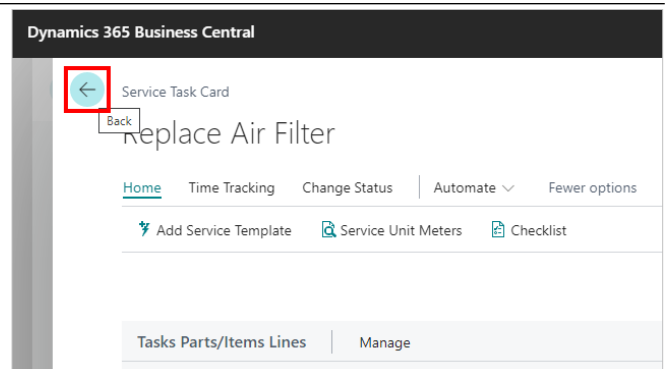 Dynamics 365 Business Central
Service Task Card
Back
Replace Air Filter
Home Time Tracking Change Status Automate Fewer options
Add Service Template Service Unit Meters Checklist
Tasks Parts/Items Lines Manage